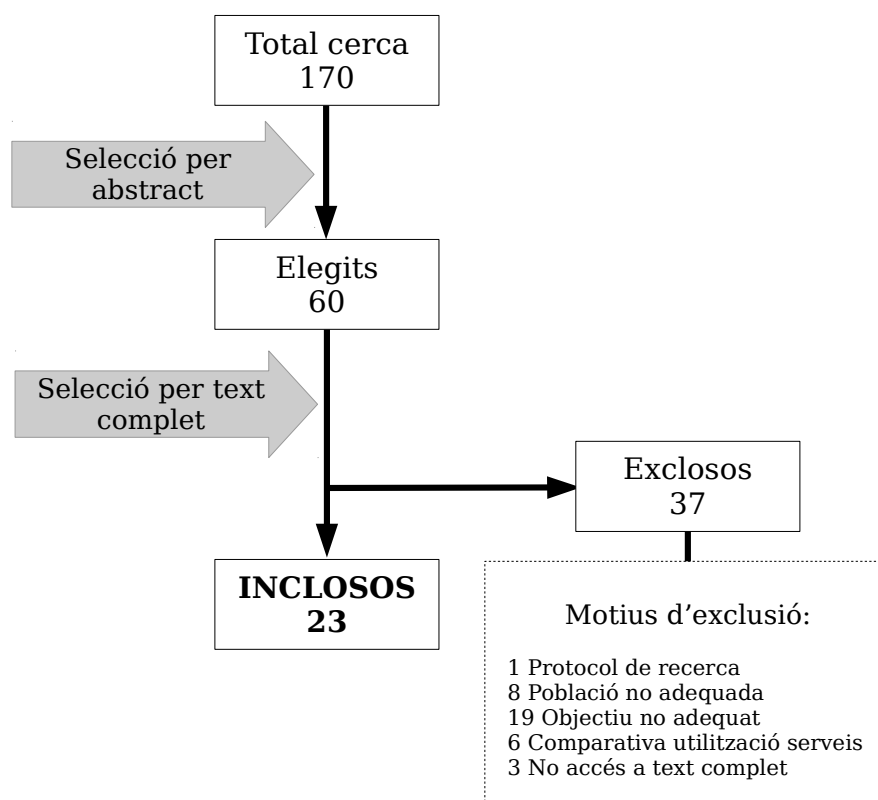 Total cerca
170
Selecció per
abstract
Elegits
60
Selecció per text
complet
Exclosos
37
INCLOSOS
23
Motius d’exclusió:
1 Protocol de recerca
8 Població no adequada
19 Objectiu no adequat
6 Comparativa utilització serveis
3 No accés a text complet